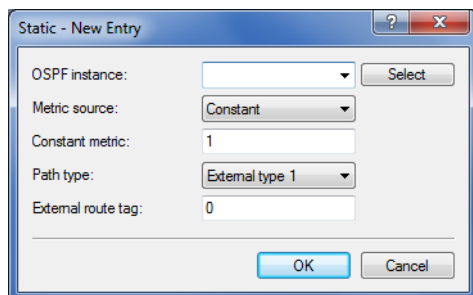 Static - New Entry
OSPF instance: Select
Metric source: Constant
Constant metric: 1
Path type: External type 1
External route tag: 0
OK Cancel